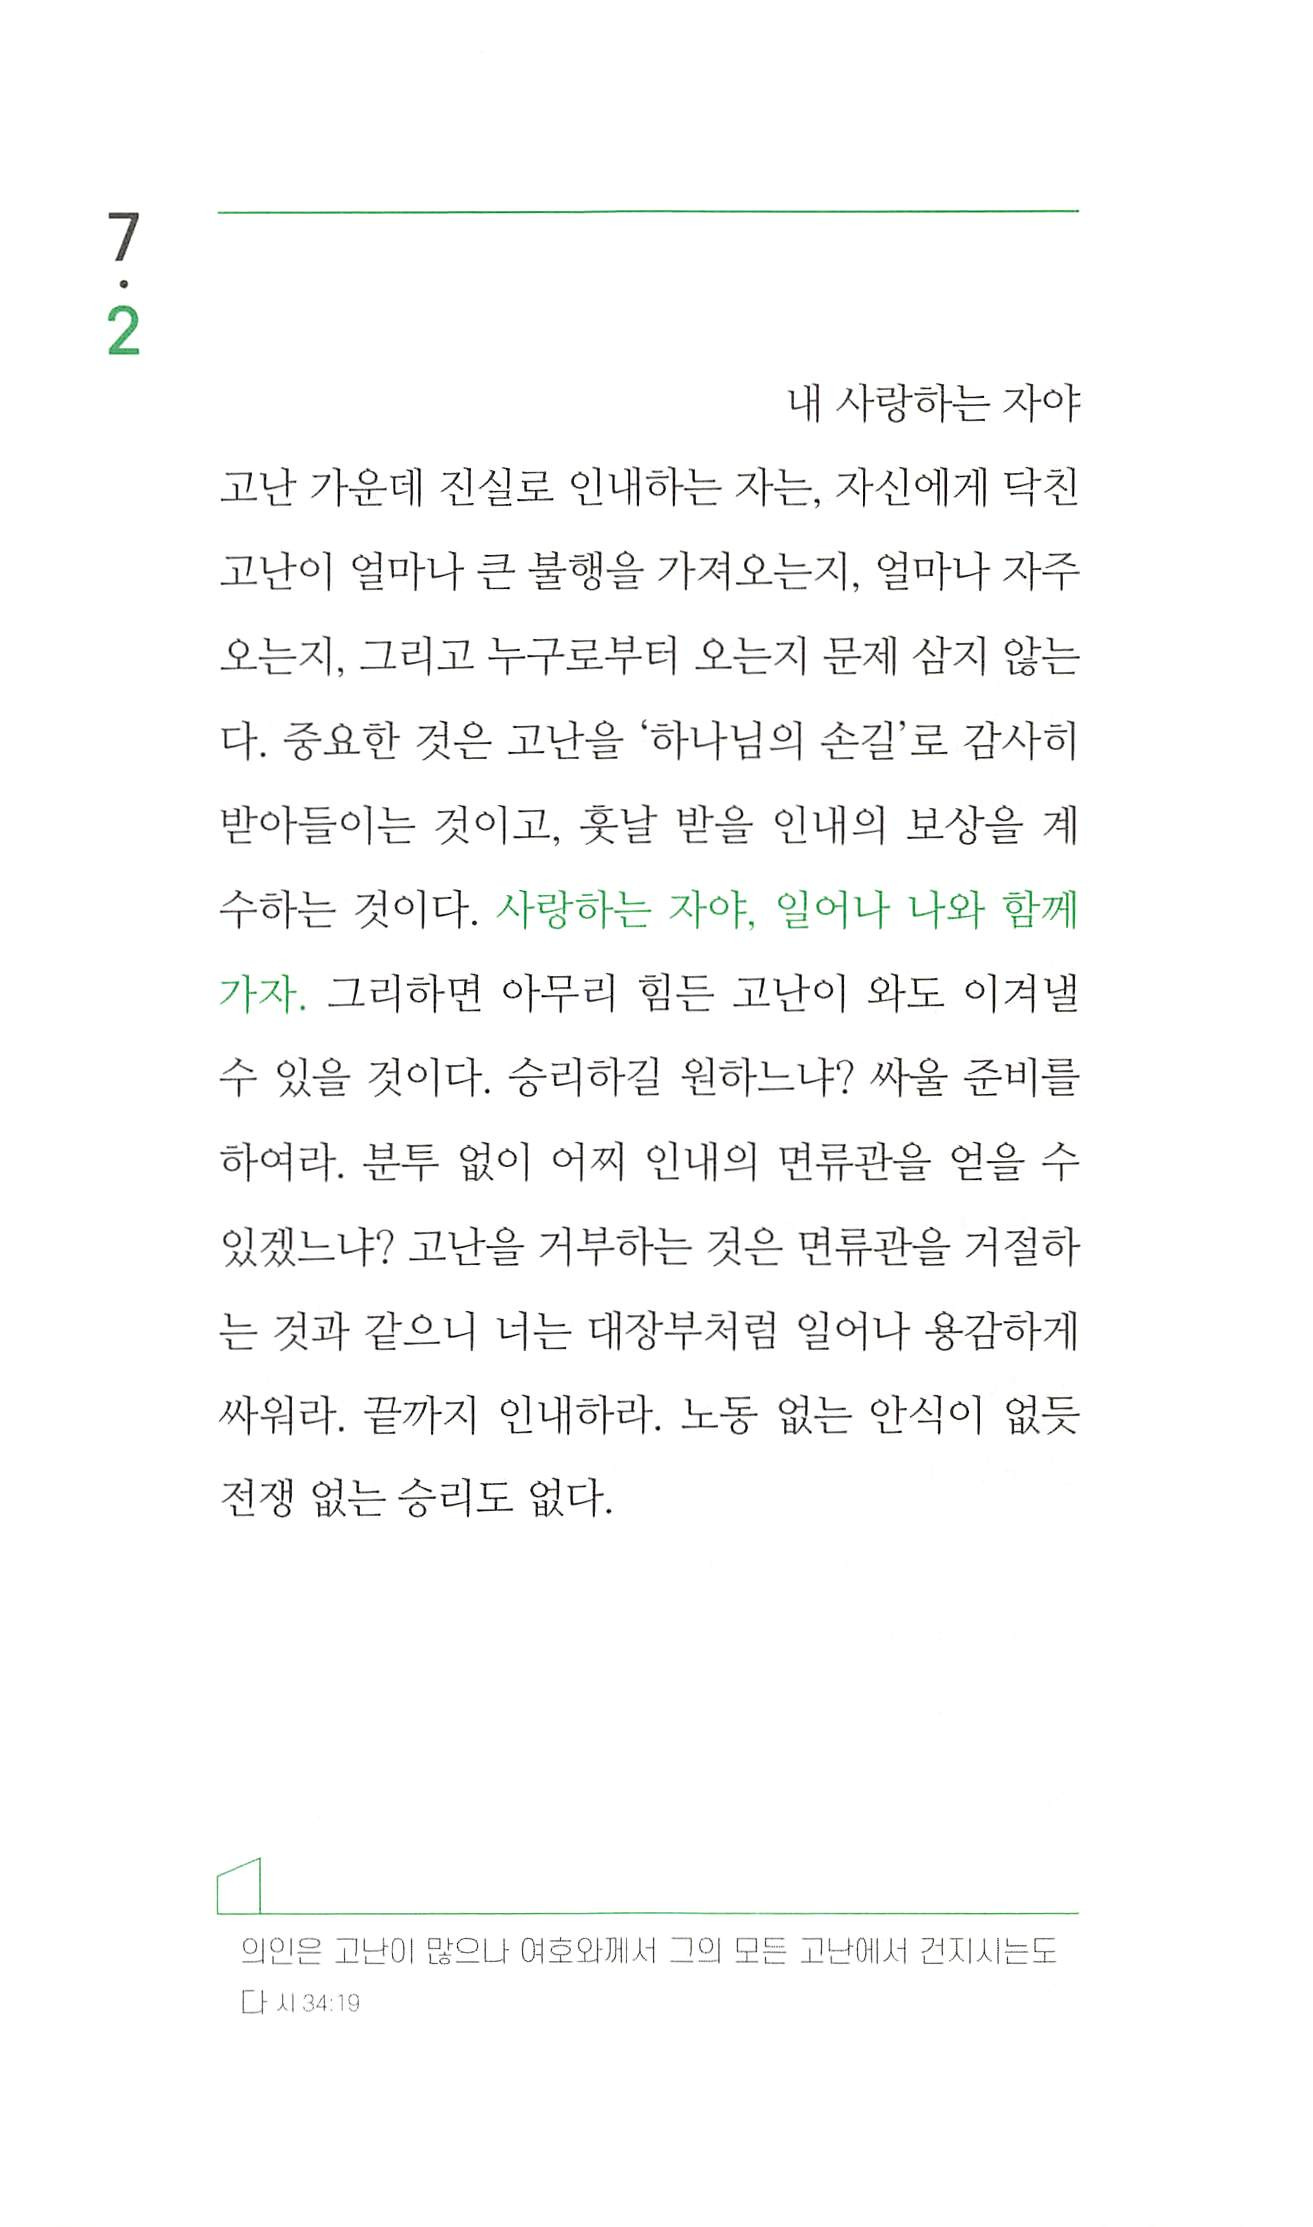 7
.
2
내 사랑하는 자야
고난 가운데 진실로 인내하는 자는, 자신에게 닥친
고난이 얼마나 큰 불행을 가져오는지, 얼마나 자주
오는지, 그리고 누구로부터 오는지 문제 삼지 않는
다. 중요한 것은 고난을 ‘하나님의 손길’로 감사히
받아들이는 것이고, 훗날 받을 인내의 보상을 계
수하는 것이다. 사랑하는 자야, 일어나 나와 함께
가자. 그리하면 아무리 힘든 고난이 와도 이겨낼
수 있을 것이다. 승리하길 원하느냐? 싸울 준비를
하여라. 분투 없이 어찌 인내의 면류관을 얻을 수
있겠느냐? 고난을 거부하는 것은 면류관을 거절하
는 것과 같으니 너는 대장부처럼 일어나 용감하게
싸워라. 끝까지 인내하라. 노동 없는 안식이 없듯
전쟁 없는 승리도 없다.
의인은 고난이 많으나 여호와께서 그의 모든 고난에서 건지시는도
다 시 34:19